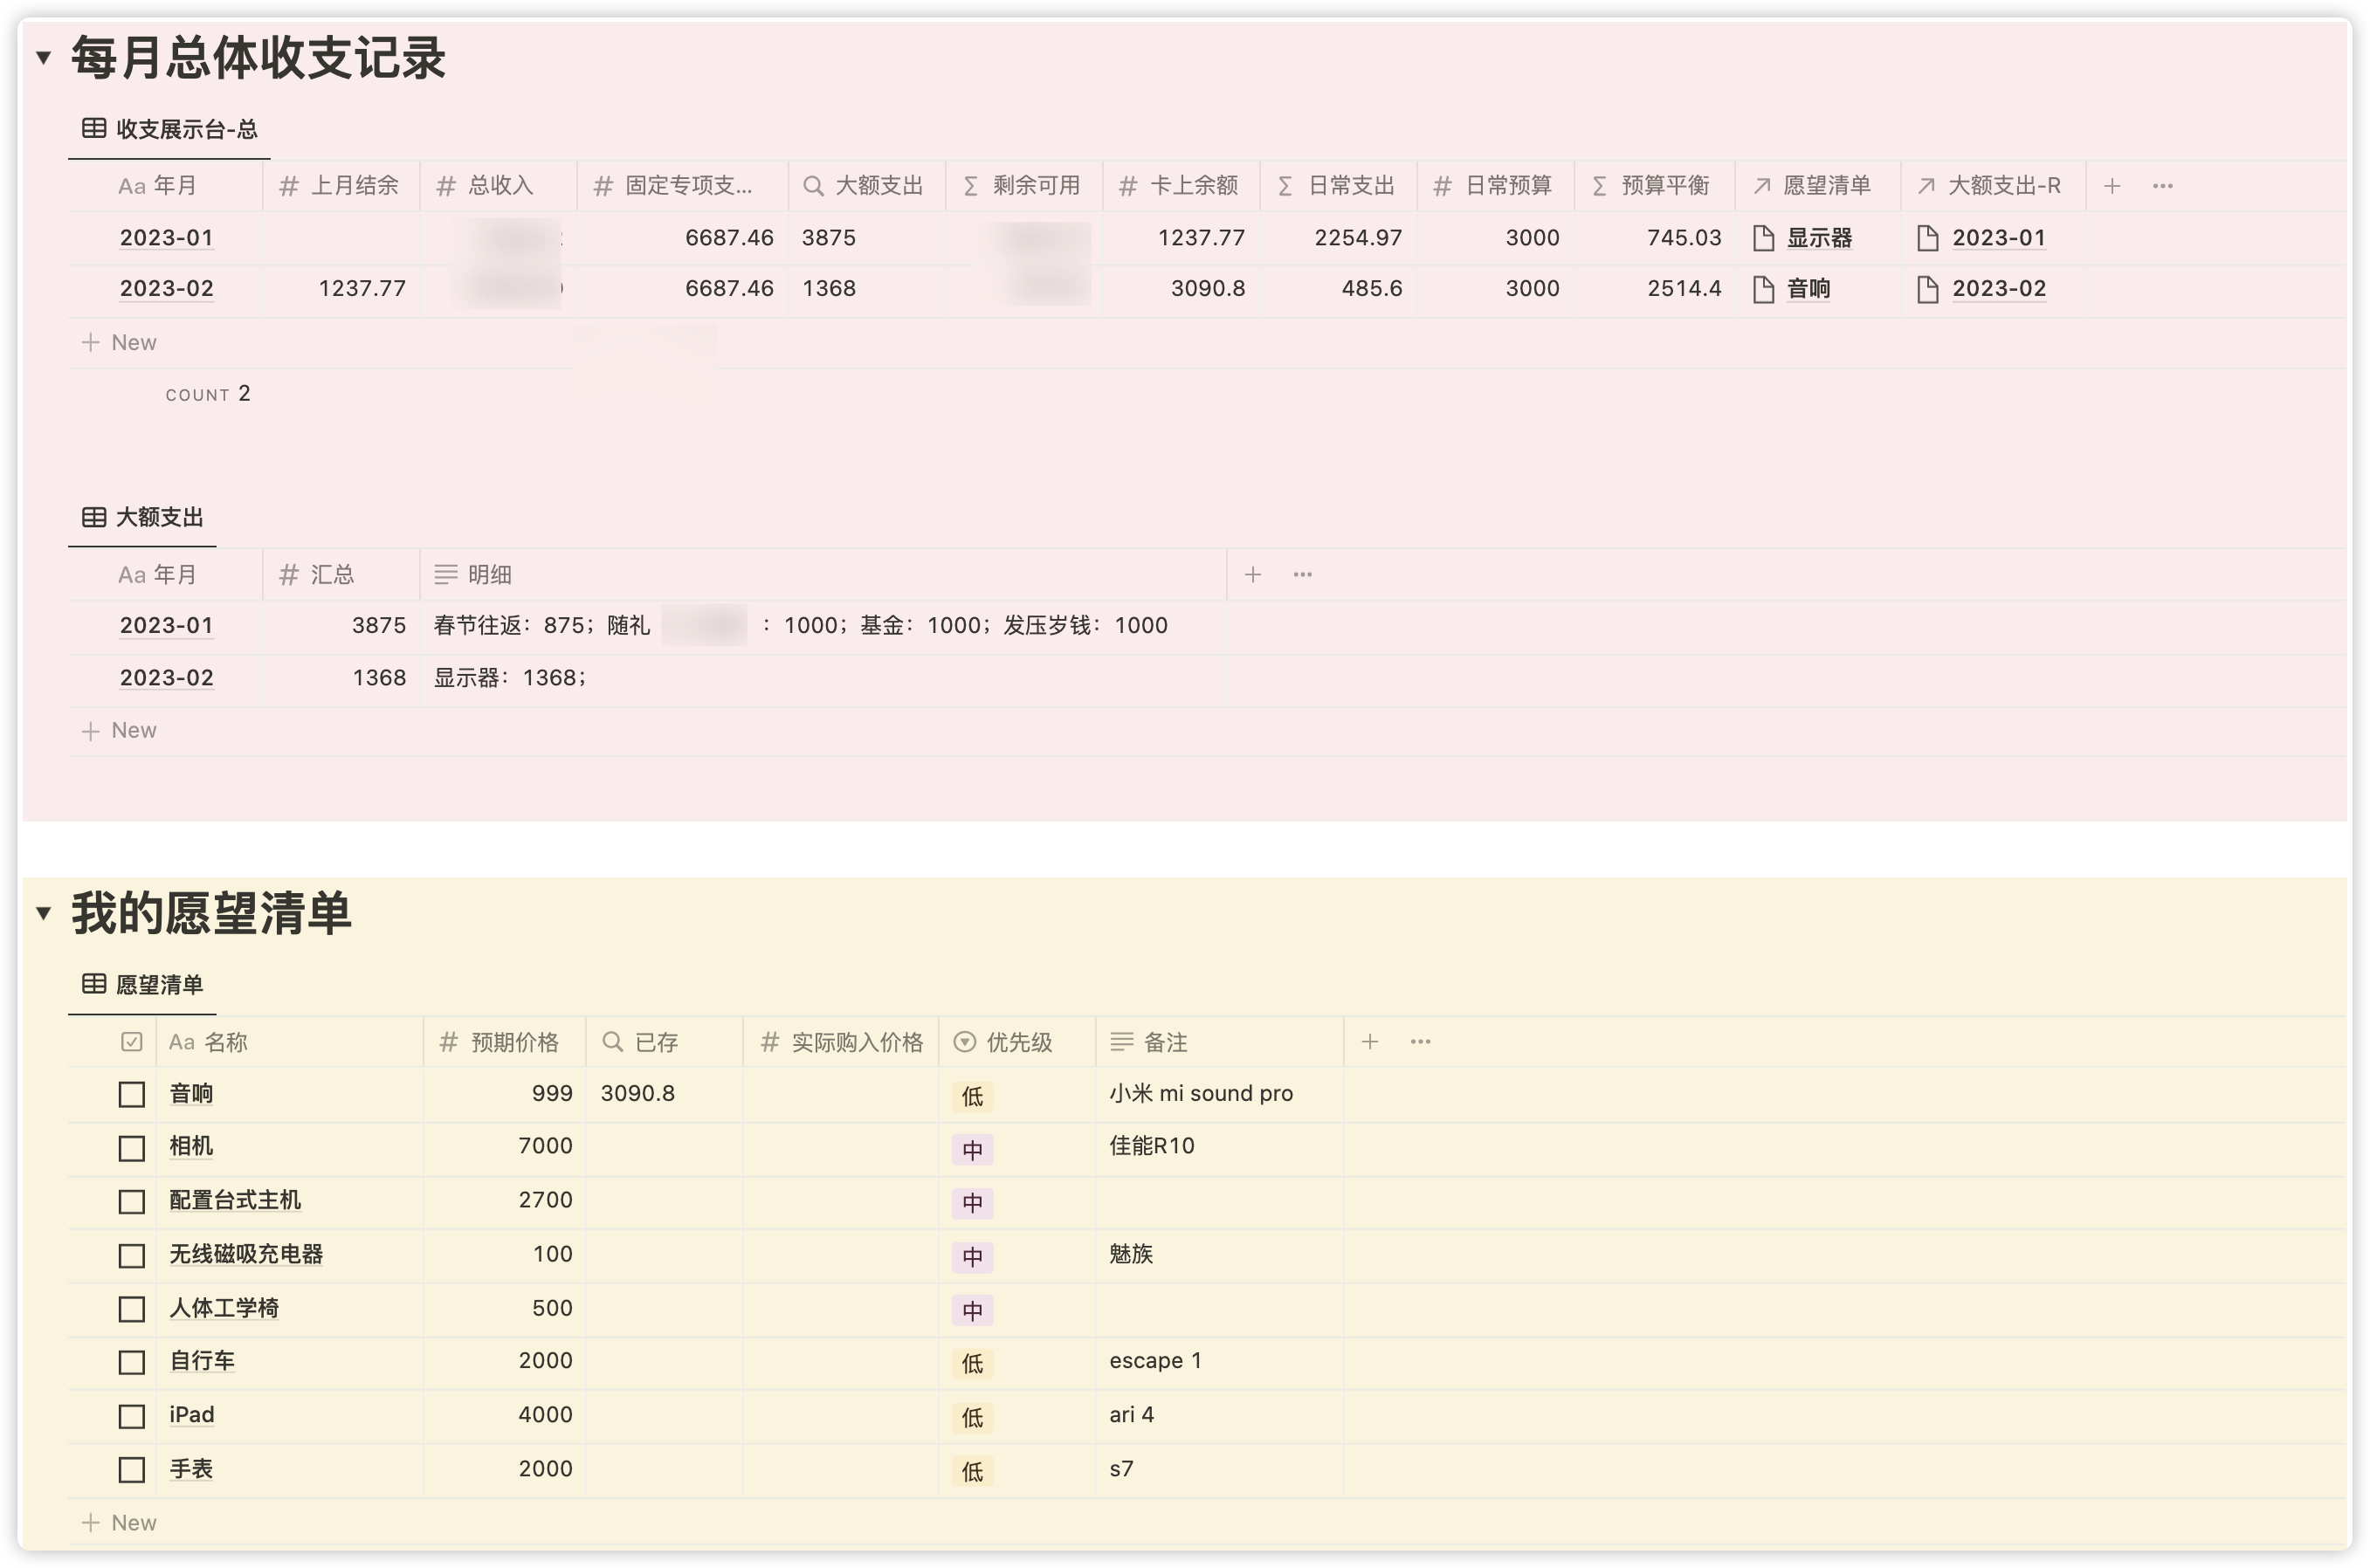 每月总体收支记录
收支展示台-总
Aa 年月 # 上月结余 # 总收入 # 固定专项支... 大额支出 Σ 剩余可用 # 卡上余额 Σ 日常支出 # 日常预算 Σ 预算平衡 ↗ 愿望清单 ↗ 大额支出-R + ...
2023-01 6687.46 3875 1237.77 2254.97 3000 745.03 显示器 2023-01
2023-02 1237.77 6687.46 1368 3090.8 485.6 3000 2514.4 音响 2023-02
+ New
COUNT 2
大额支出
Aa 年月 # 汇总 明细 + ...
2023-01 3875 春节往返：875；随礼 ：1000；基金：1000；发压岁钱：1000
2023-02 1368 显示器：1368；
+ New
我的愿望清单
愿望清单
Aa 名称 # 预期价格 已存 # 实际购入价格 优先级 备注 + ...
音响 999 3090.8 低 小米 mi sound pro
相机 7000 中 佳能R10
配置台式主机 2700 中
无线磁吸充电器 100 中 魅族
人体工学椅 500 中
自行车 2000 低 escape 1
iPad 4000 低 ari 4
手表 2000 低 s7
+ New